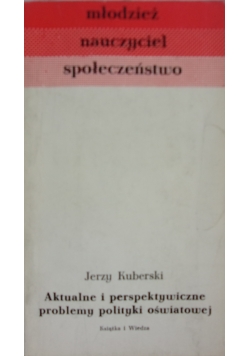 młodzież
nauczyciel
społeczeństwo
Jerzy Kuberski
Aktualne i perspektywiczne
problemy polityki oświatowej
Książka i Wiedza